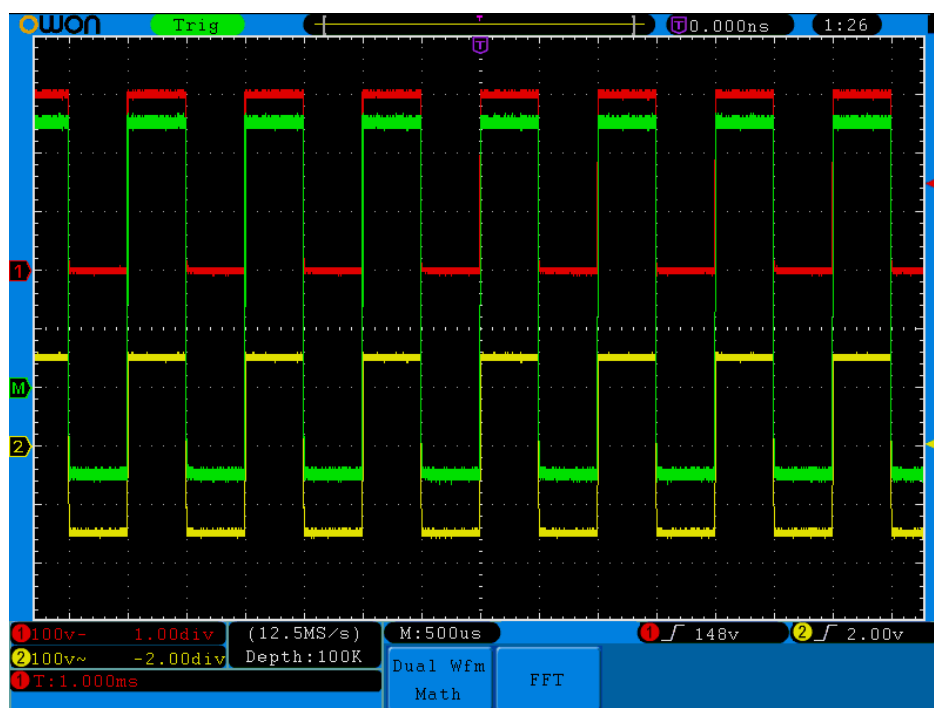 owon Trig T 0.000ns 1:26
T
1
M
2
1 100v- 1.00div (12.5MS/s) M:500us 1 148v 2 2.00v
2 100v~ -2.00div Depth:100K
1 T:1.000ms
Dual Wfm
Math
FFT